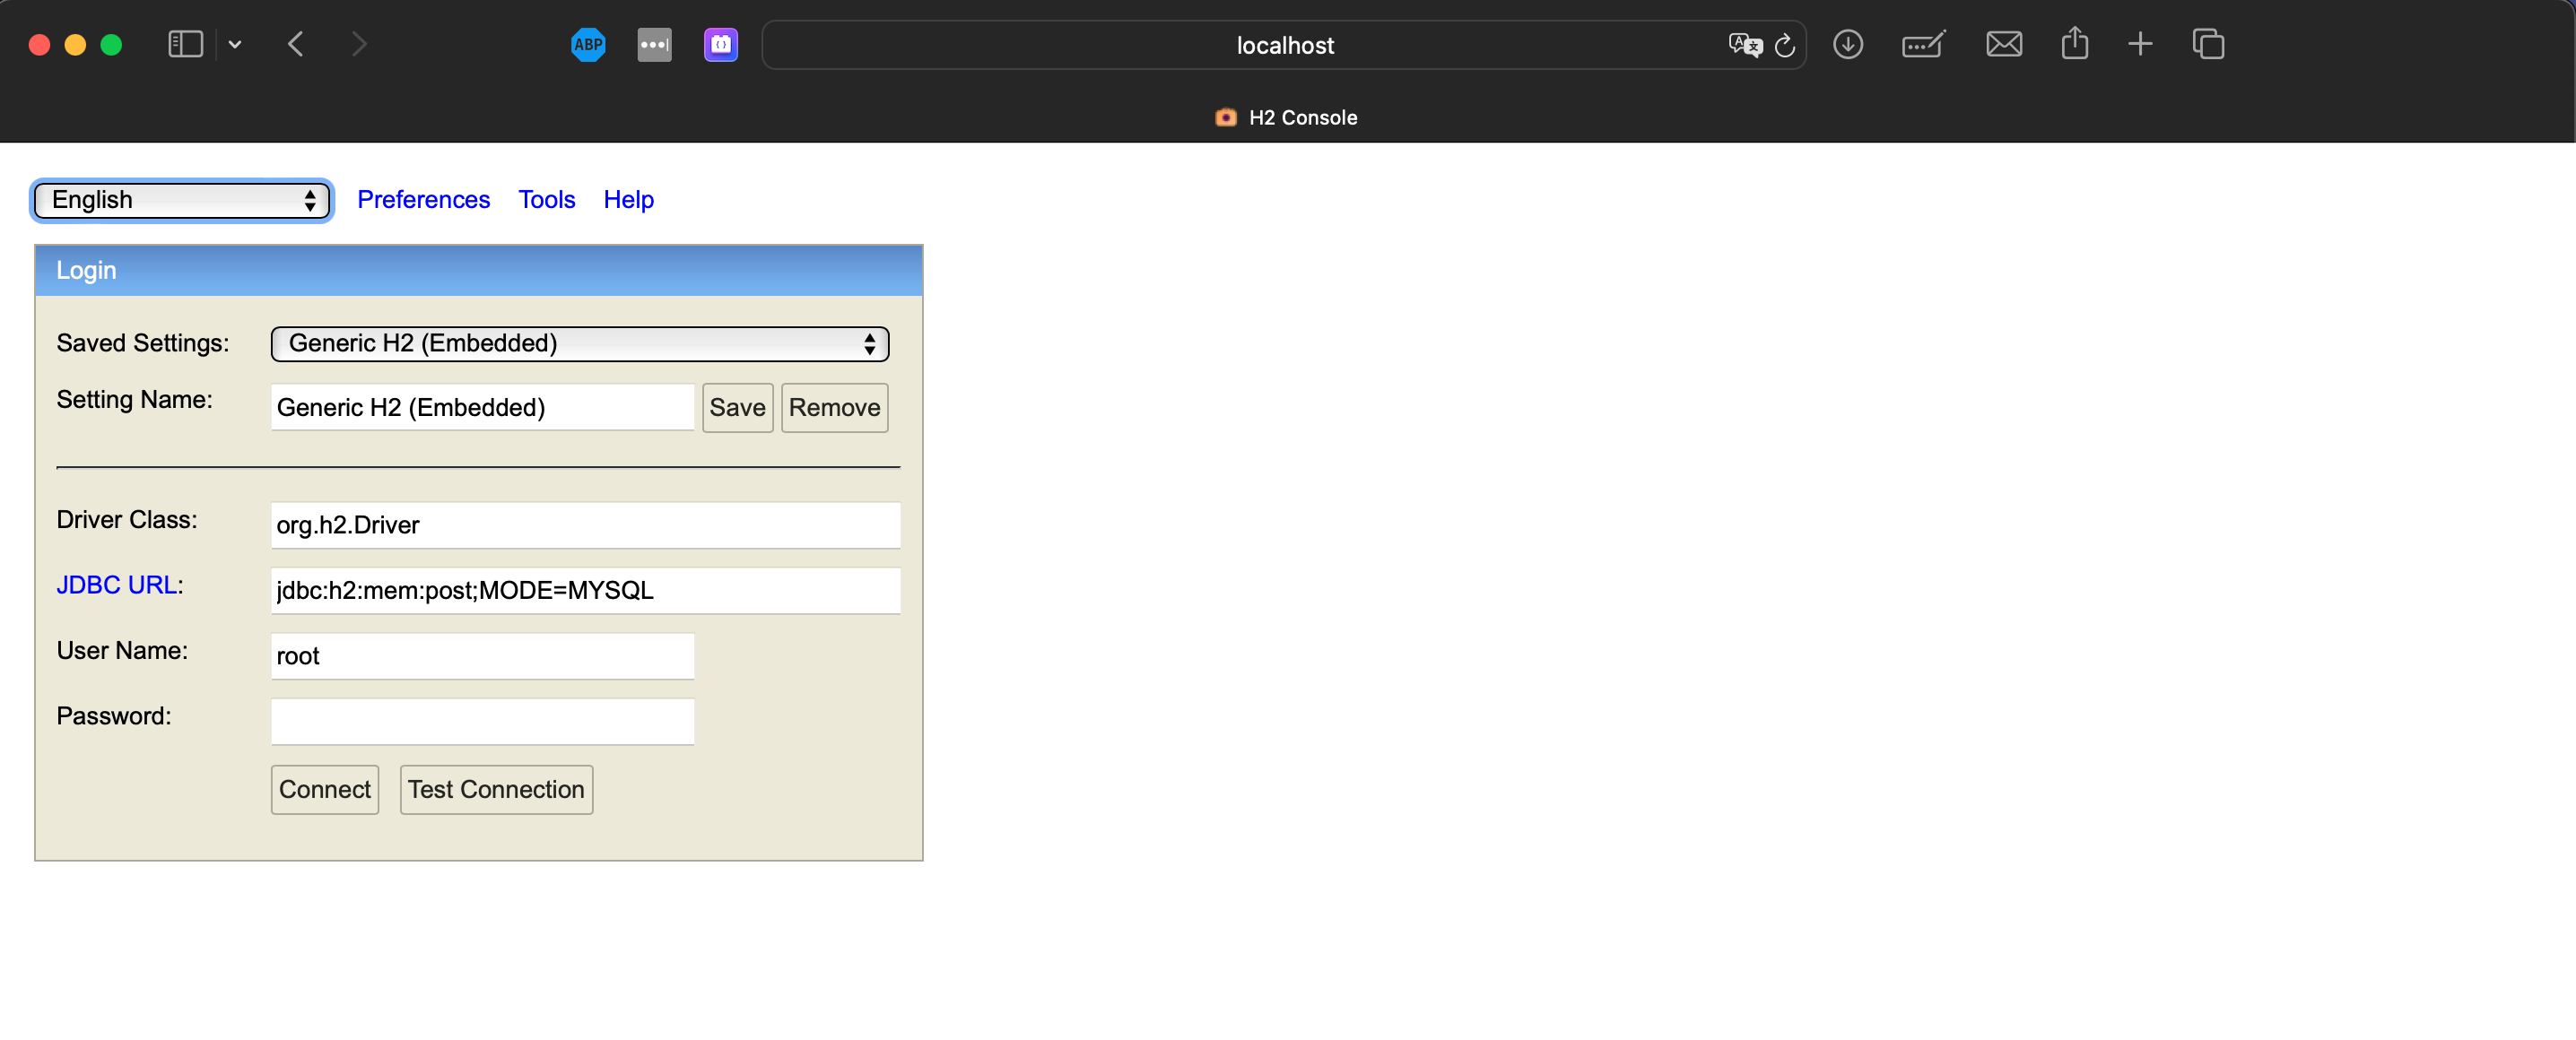 ABP
localhost
H2 Console
English Preferences Tools Help
Login
Saved Settings: Generic H2 (Embedded)
Setting Name: Generic H2 (Embedded) Save Remove
Driver Class: org.h2.Driver
JDBC URL: jdbc:h2:mem:post;MODE=MYSQL
User Name: root
Password:
Connect Test Connection